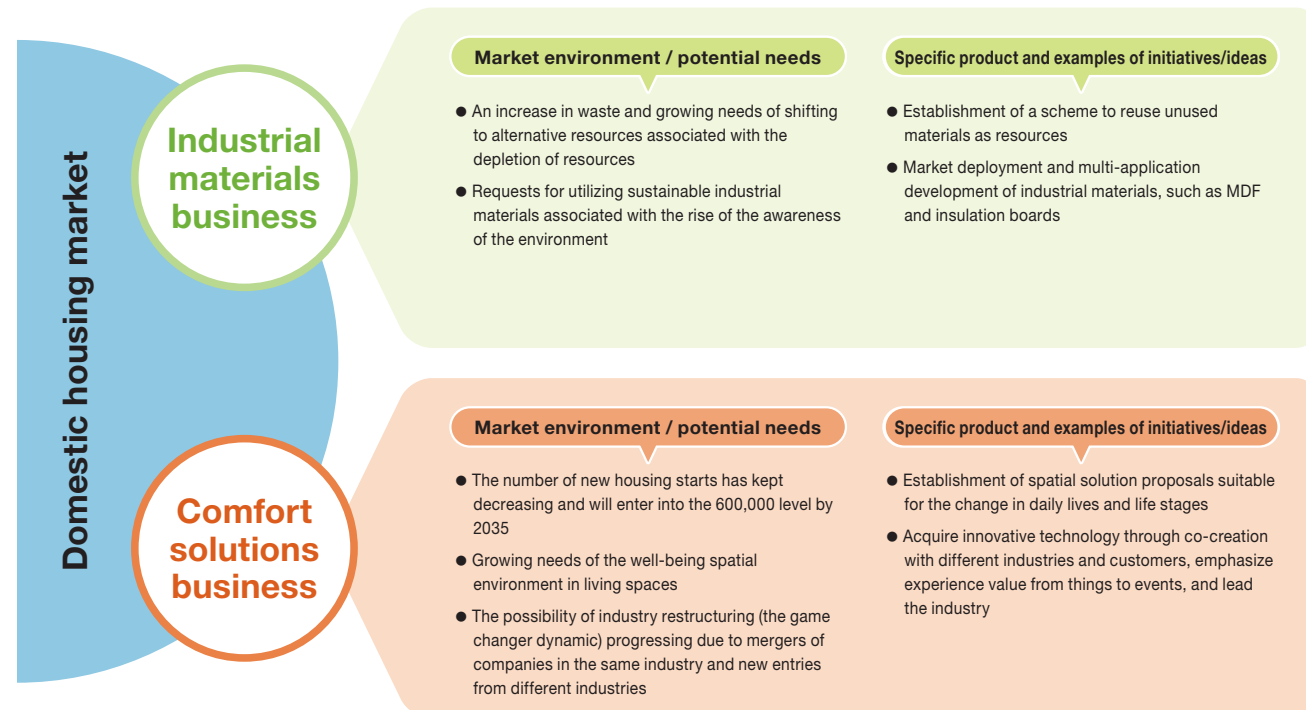 Domestic housing market
Industrial
materials
business
Market environment / potential needs
● An increase in waste and growing needs of shifting
to alternative resources associated with the
depletion of resources
● Requests for utilizing sustainable industrial
materials associated with the rise of the awareness
of the environment
Specific product and examples of initiatives/ideas
● Establishment of a scheme to reuse unused
materials as resources
● Market deployment and multi-application
development of industrial materials, such as MDF
and insulation boards
Comfort
solutions
business
Market environment / potential needs
● The number of new housing starts has kept
decreasing and will enter into the 600,000 level by
2035
● Growing needs of the well-being spatial
environment in living spaces
● The possibility of industry restructuring (the game
changer dynamic) progressing due to mergers of
companies in the same industry and new entries
from different industries
Specific product and examples of initiatives/ideas
● Establishment of spatial solution proposals suitable
for the change in daily lives and life stages
● Acquire innovative technology through co-creation
with different industries and customers, emphasize
experience value from things to events, and lead
the industry